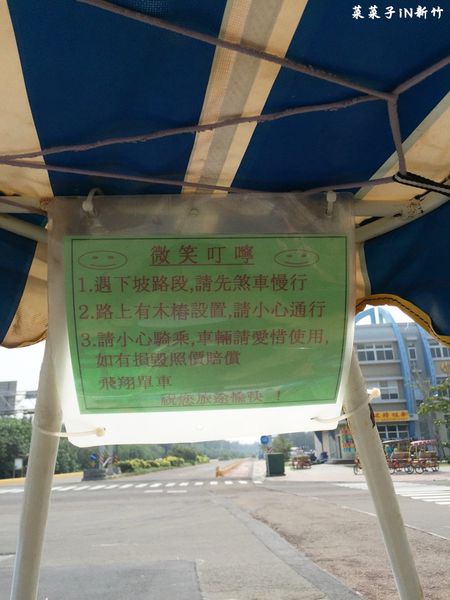 菜菜子iN新竹
微笑叮嚀
1.遇下坡路段,請先煞車慢行
2.路上有木樁設置,請小心通行
3.請小心騎乘,車輛請愛惜使用,
如有損毀照價賠償
飛翔單車
祝您旅途愉快！